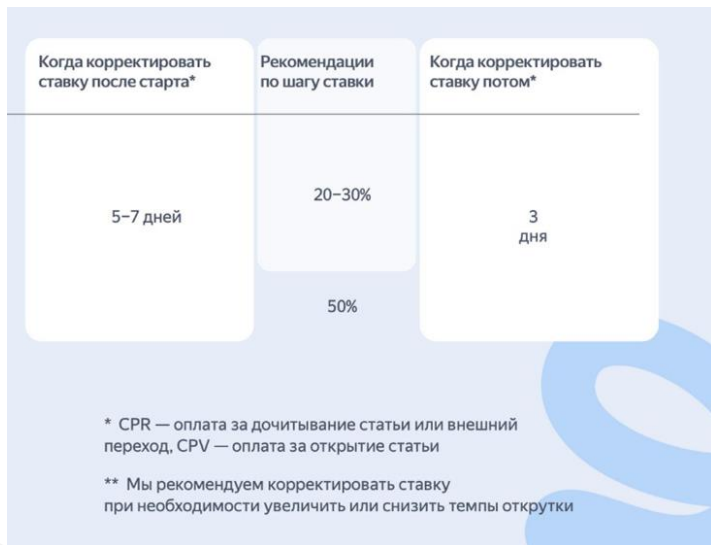 Когда корректировать
ставку после старта*
Рекомендации
по шагу ставки
Когда корректировать
ставку потом*
5–7 дней
20–30%
3
дня
50%
* CPR — оплата за дочитывание статьи или внешний
переход, CPV — оплата за открытие статьи
** Мы рекомендуем корректировать ставку
при необходимости увеличить или снизить темпы открутки